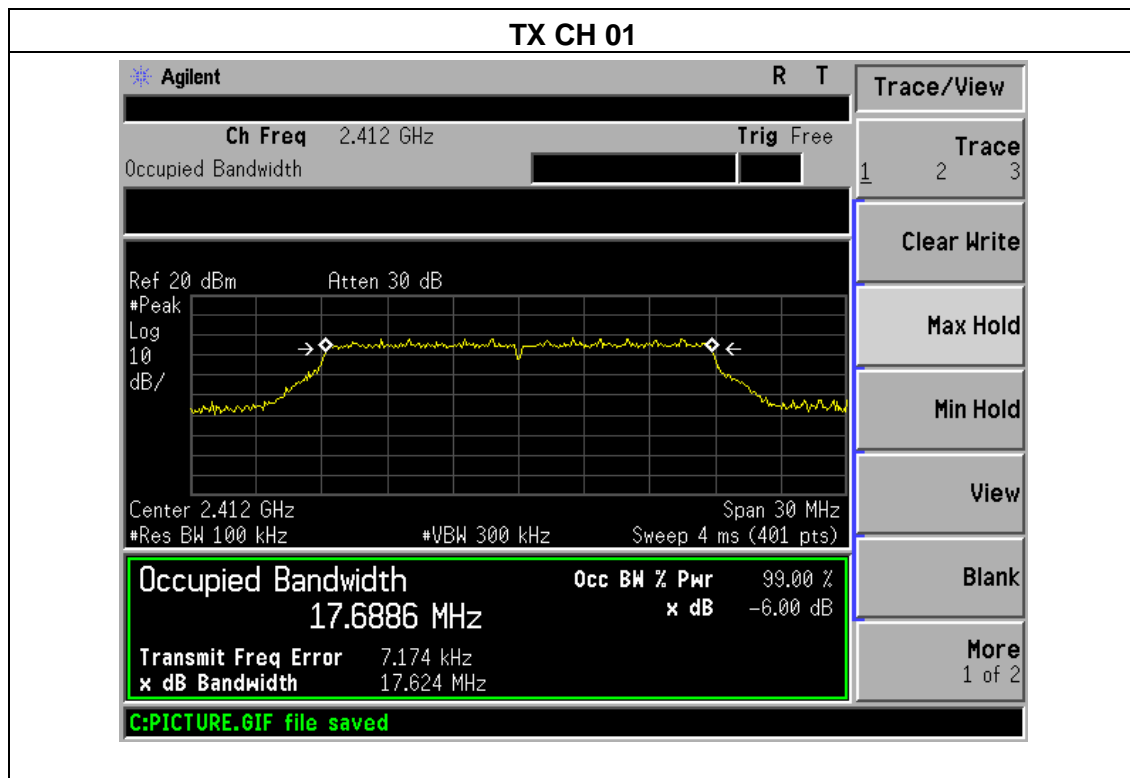 TX CH 01
Agilent R T
Ch Freq 2.412 GHz Trig Free
Occupied Bandwidth
Ref 20 dBm Atten 30 dB
#Peak
Log
10
dB/
Center 2.412 GHz Span 30 MHz
#Res BW 100 kHz #VBW 300 kHz Sweep 4 ms (401 pts)
Occupied Bandwidth
17.6886 MHz
Occ BW % Pwr 99.00 %
x dB -6.00 dB
Transmit Freq Error 7.174 kHz
x dB Bandwidth 17.624 MHz
C:PICTURE.GIF file saved
Trace/View
Trace
1 2 3
Clear Write
Max Hold
Min Hold
View
Blank
More
1 of 2